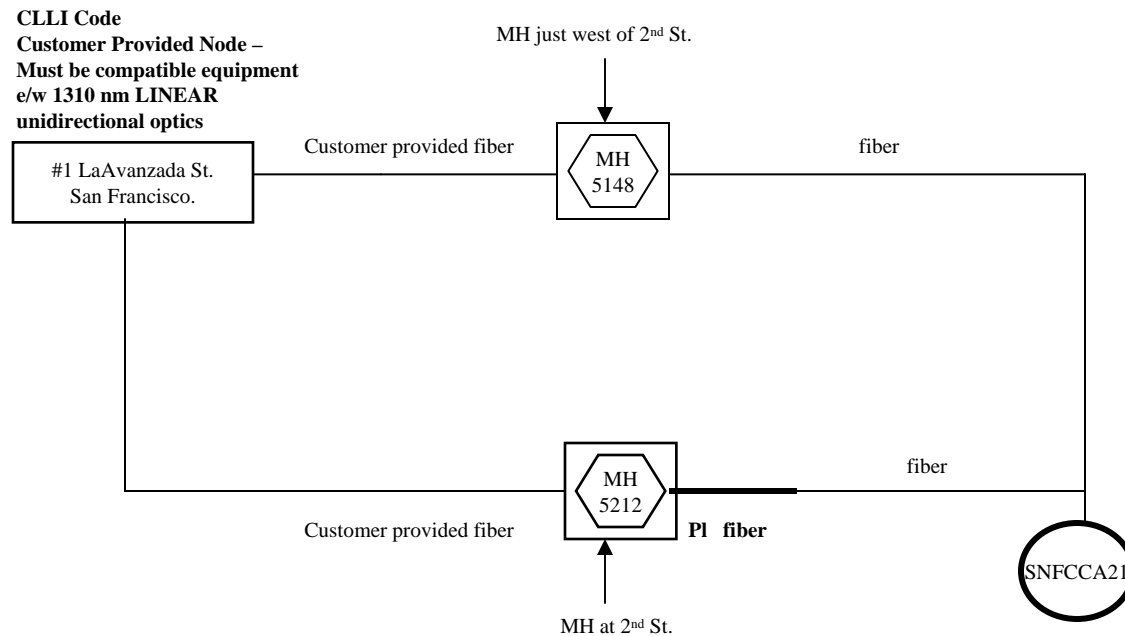 CLLI Code
Customer Provided Node –
Must be compatible equipment
e/w 1310 nm LINEAR
unidirectional optics
MH just west of 2nd St.
#1 LaAvanzada St.
San Francisco.
Customer provided fiber
MH
5148
fiber
MH
5212
fiber
Customer provided fiber
Pl fiber
SNFCCA21
MH at 2nd St.